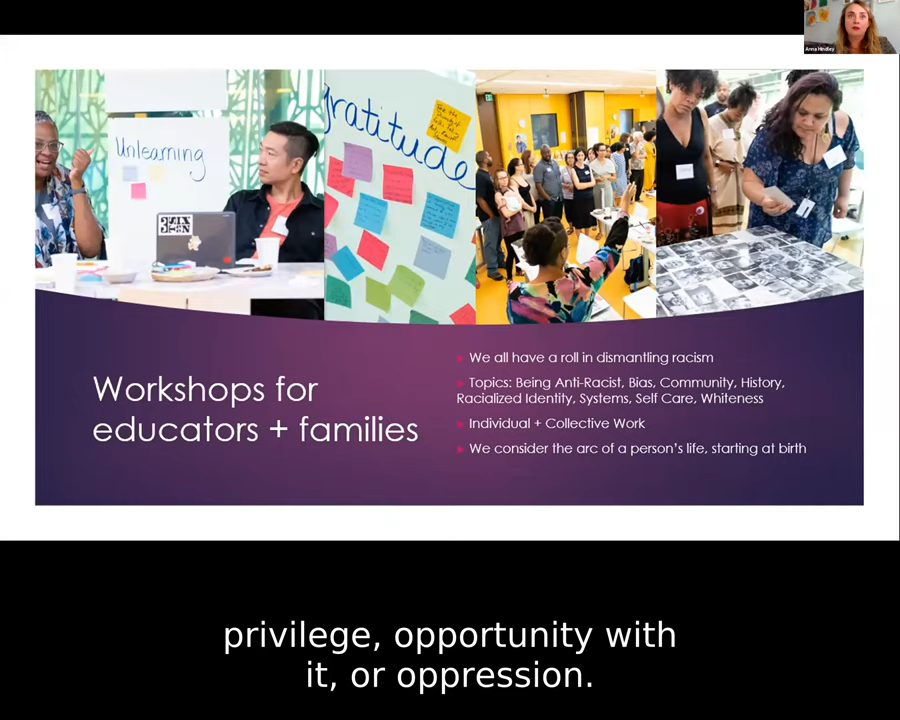 Anna Hindley
Unlearning
gratitude
Workshops for
educators + families
We all have a roll in dismantling racism
Topics: Being Anti-Racist, Bias, Community, History,
Racialized Identity, Systems, Self Care, Whiteness
Individual + Collective Work
We consider the arc of a person's life, starting at birth
privilege, opportunity with
it, or oppression.